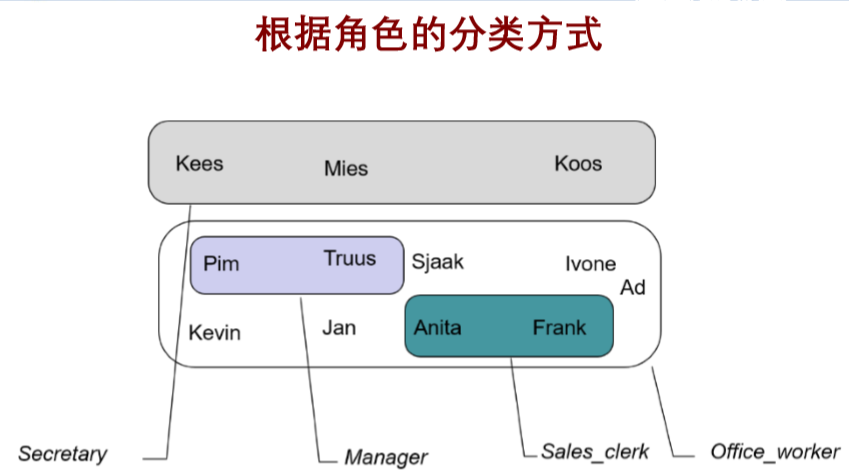 根据角色的分类方式
Kees Mies Koos
Pim Truus Sjaak Ivone
Ad
Kevin Jan Anita Frank
Secretary Manager Sales_clerk Office_worker